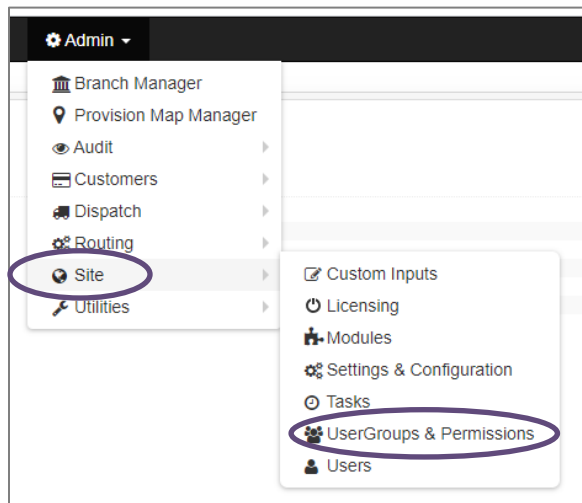 Admin
Branch Manager
Provision Map Manager
Audit
Customers
Dispatch
Routing
Site
Utilities
Custom Inputs
Licensing
Modules
Settings & Configuration
Tasks
UserGroups & Permissions
Users